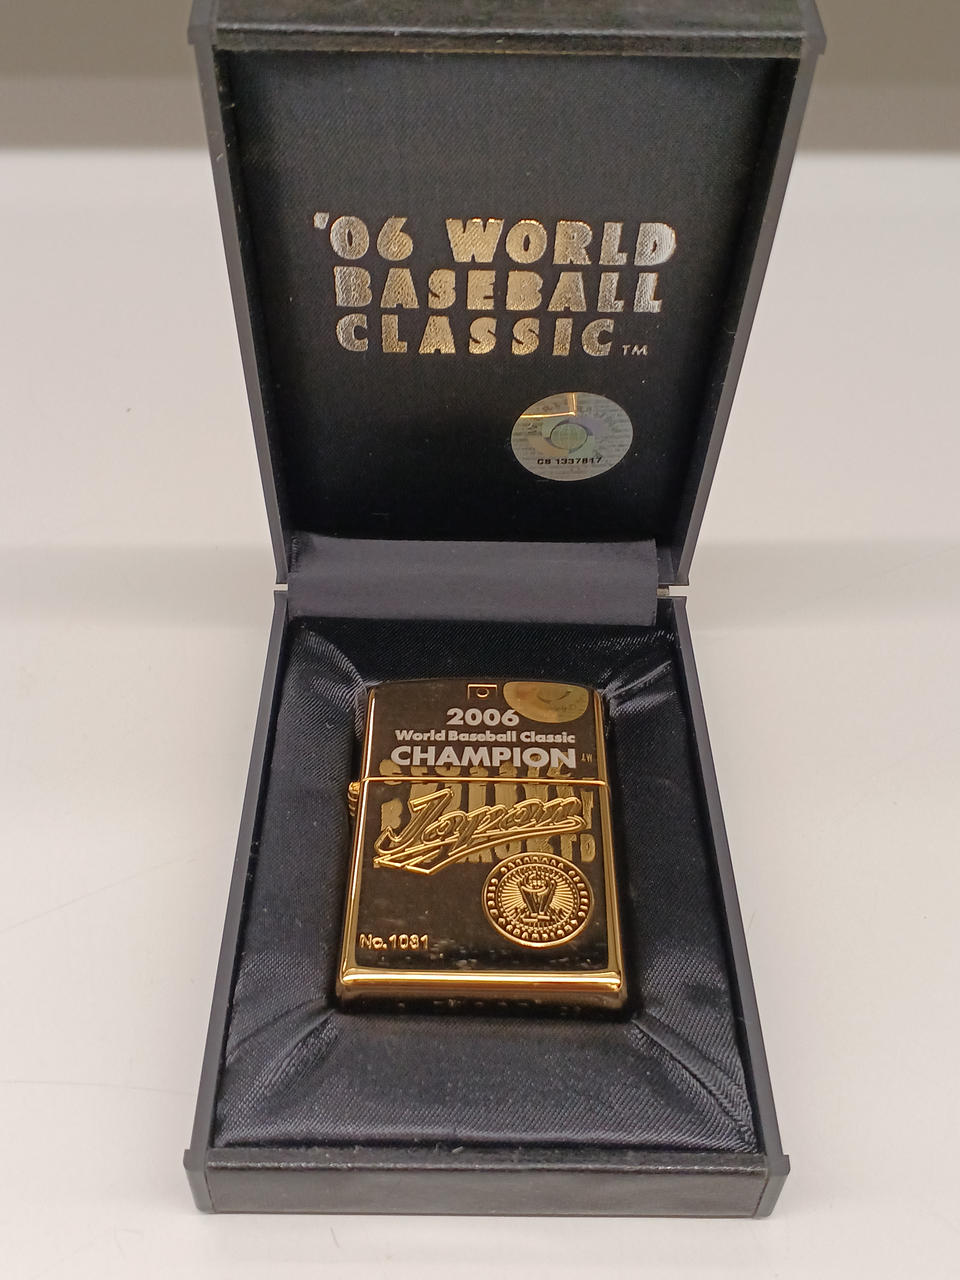 '06 WORLD
BASEBALL
CLASSIC™
CB 1337817
2006
World Baseball Classic
CHAMPION
Japan
No.1031